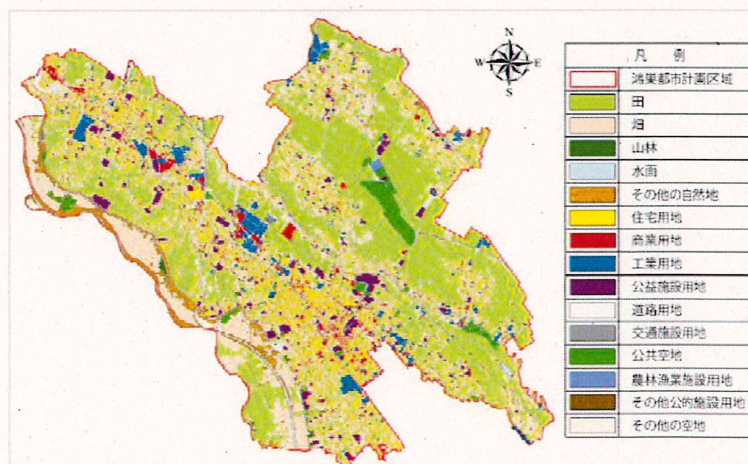 N
W E
S
凡 例
鴻巣都市計画区域
田
畑
山林
水面
その他の自然地
住宅用地
商業用地
工業用地
公益施設用地
道路用地
交通施設用地
公共空地
農林漁業施設用地
その他公的施設用地
その他の空地